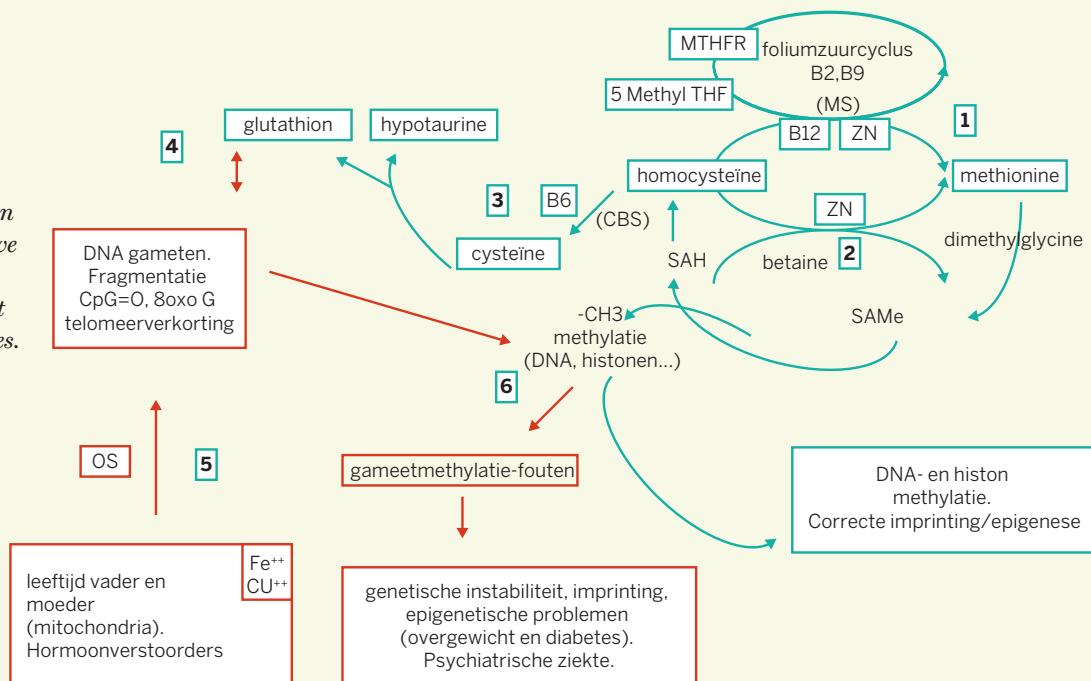 MTHFR
foliumzuurcyclus
B2,B9
5 Methyl THF
(MS)
1
B12
ZN
glutathion
hypotaurine
4
homocysteïne
methionine
3
B6
(CBS)
ZN
cysteïne
SAH
betaine
2
dimethylglycine
n
ve
t
es.
DNA gameten.
Fragmentatie
CpG=O, 8oxo G
telomeerverkorting
-CH3
methylatie
(DNA, histonen...)
SAMe
6
OS
5
gameetmethylatie-fouten
DNA- en histon
methylatie.
Correcte imprinting/epigenese
leeftijd vader en
moeder
(mitochondria).
Hormoonverstoorders
Fe⁺⁺
CU⁺⁺
genetische instabiliteit, imprinting,
epigenetische problemen
(overgewicht en diabetes).
Psychiatrische ziekte.